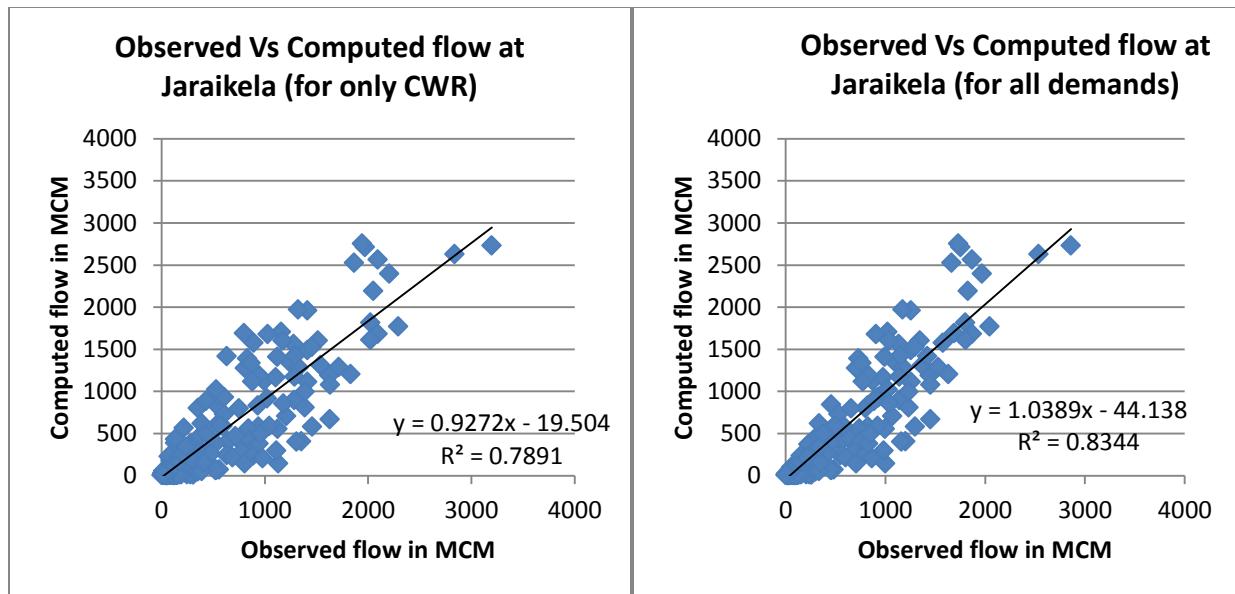 Observed Vs Computed flow at
Jaraikela (for only CWR)
Computed flow in MCM
4000
3500
3000
2500
2000
1500
1000
500
0
y = 0.9272x - 19.504
R² = 0.7891
0 1000 2000 3000 4000
Observed flow in MCM
Observed Vs Computed flow at
Jaraikela (for all demands)
Computed flow in MCM
4000
3500
3000
2500
2000
1500
1000
500
0
y = 1.0389x - 44.138
R² = 0.8344
0 1000 2000 3000 4000
Observed flow in MCM